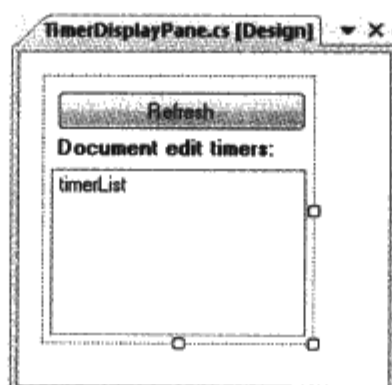 TimerDisplayPane.cs [Design]
Refresh
Document edit timers:
timerList